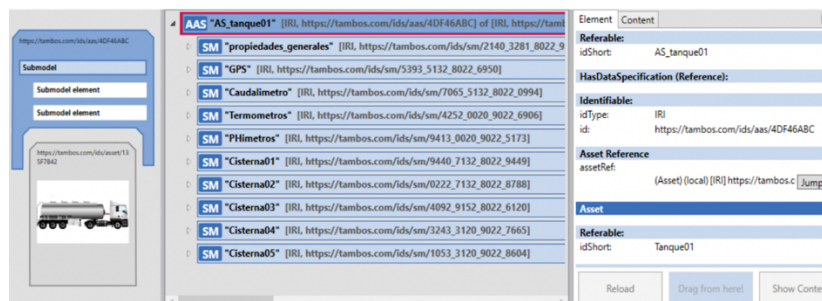 https://tambos.com/ids/aas/4DF46ABC
Submodel
Submodel element
Submodel element
https://tambos.com/ids/asset/13
5F7B42
AAS "AS_tanque01" [IRI, https://tambos.com/ids/aas/4DF46ABC] of [IRI, https://tamb
SM "propiedades_generales" [IRI, https://tambos.com/ids/sm/2140_3281_8022_9
SM "GPS" [IRI, https://tambos.com/ids/sm/5393_5132_8022_6950]
SM "Caudalimetro" [IRI, https://tambos.com/ids/sm/7065_5132_8022_0994]
SM "Termometros" [IRI, https://tambos.com/ids/sm/4252_0020_9022_6906]
SM "PHimetros" [IRI, https://tambos.com/ids/sm/9413_0020_9022_5173]
SM "Cisterna01" [IRI, https://tambos.com/ids/sm/9440_7132_8022_9449]
SM "Cisterna02" [IRI, https://tambos.com/ids/sm/0222_7132_8022_8788]
SM "Cisterna03" [IRI, https://tambos.com/ids/sm/4092_9152_8022_6120]
SM "Cisterna04" [IRI, https://tambos.com/ids/sm/3243_3120_9022_7665]
SM "Cisterna05" [IRI, https://tambos.com/ids/sm/1053_3120_9022_8604]
Element Content
Referable:
idShort: AS_tanque01
HasDataSpecification (Reference):
Identifiable:
idType: IRI
id: https://tambos.com/ids/aas/4DF46ABC
Asset Reference
assetRef:
(Asset) (local) [IRI] https://tambos.c Jump
Asset
Referable:
idShort: Tanque01
Reload Drag from here! Show Conte